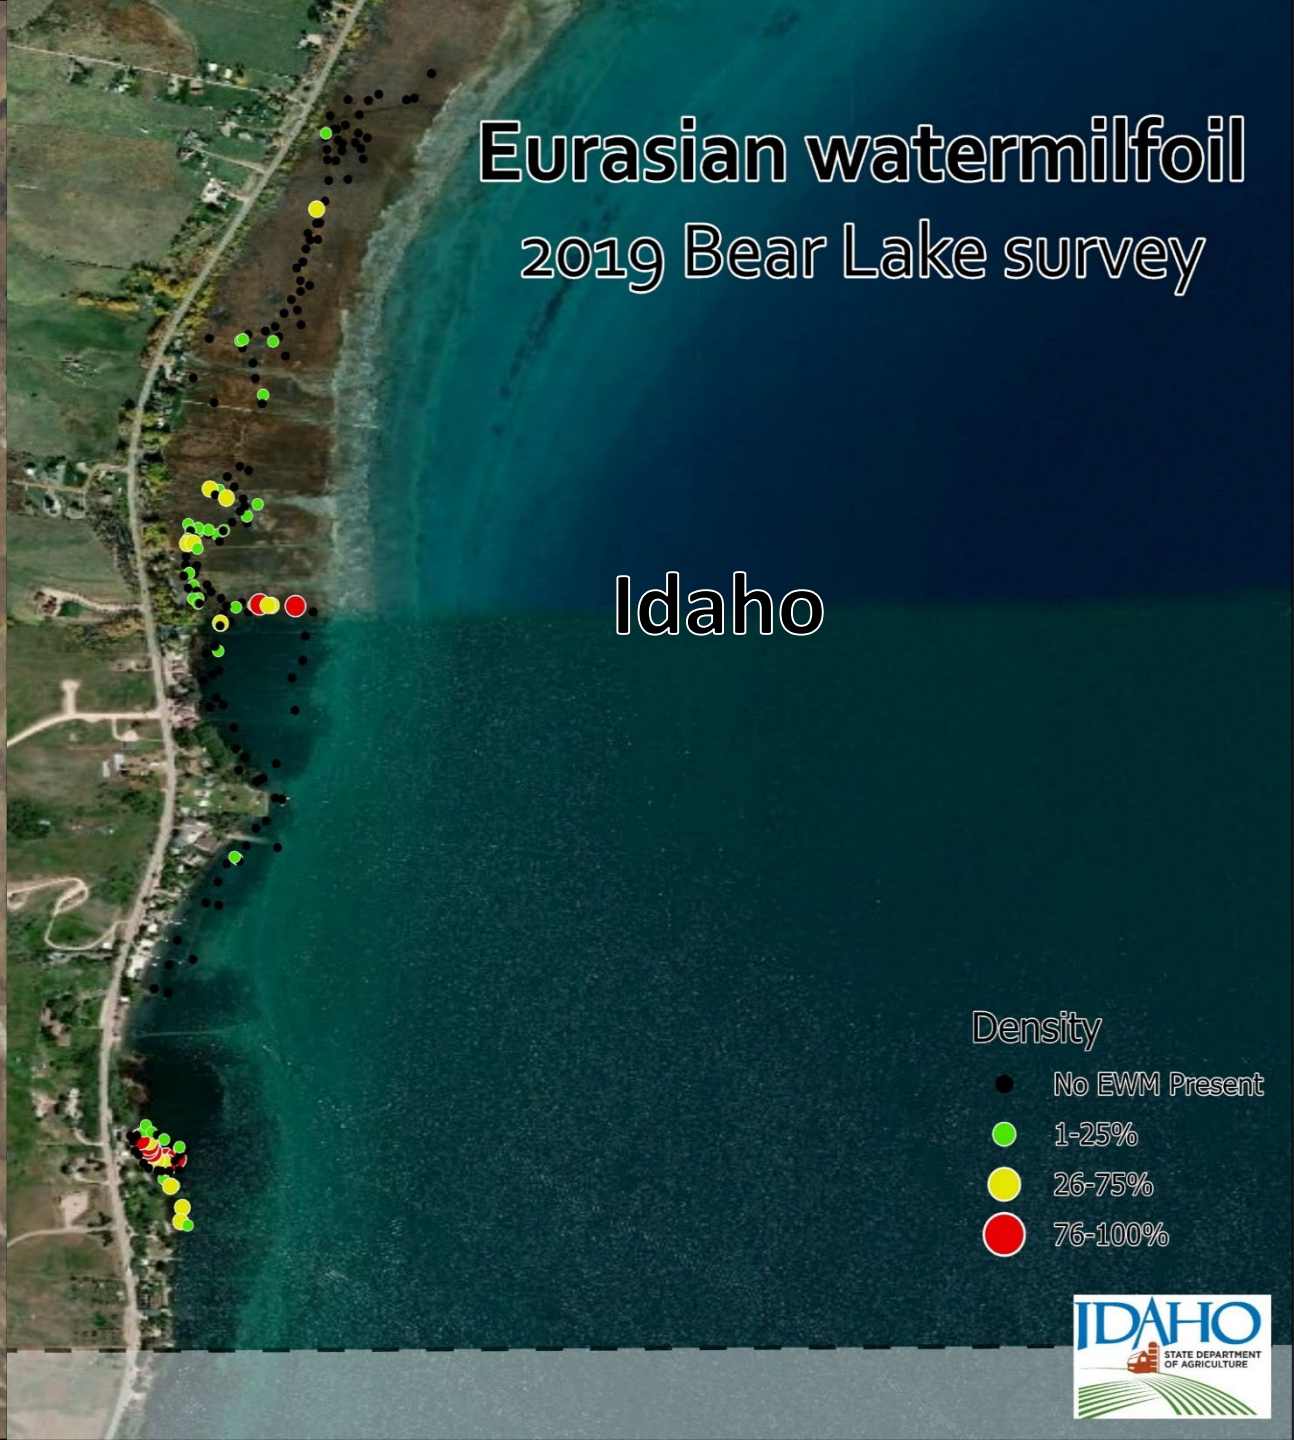 Eurasian watermilfoil
2019 Bear Lake survey
Idaho
Density
No EWM Present
1-25%
26-75%
76-100%
IDAHO
STATE DEPARTMENT
OF AGRICULTURE